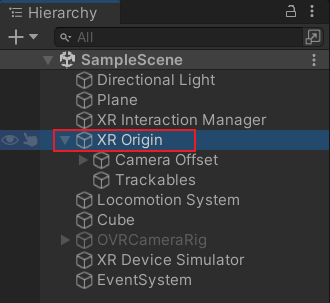 Hierarchy
All
SampleScene
Directional Light
Plane
XR Interaction Manager
XR Origin
Camera Offset
Trackables
Locomotion System
Cube
OVRCameraRig
XR Device Simulator
EventSystem